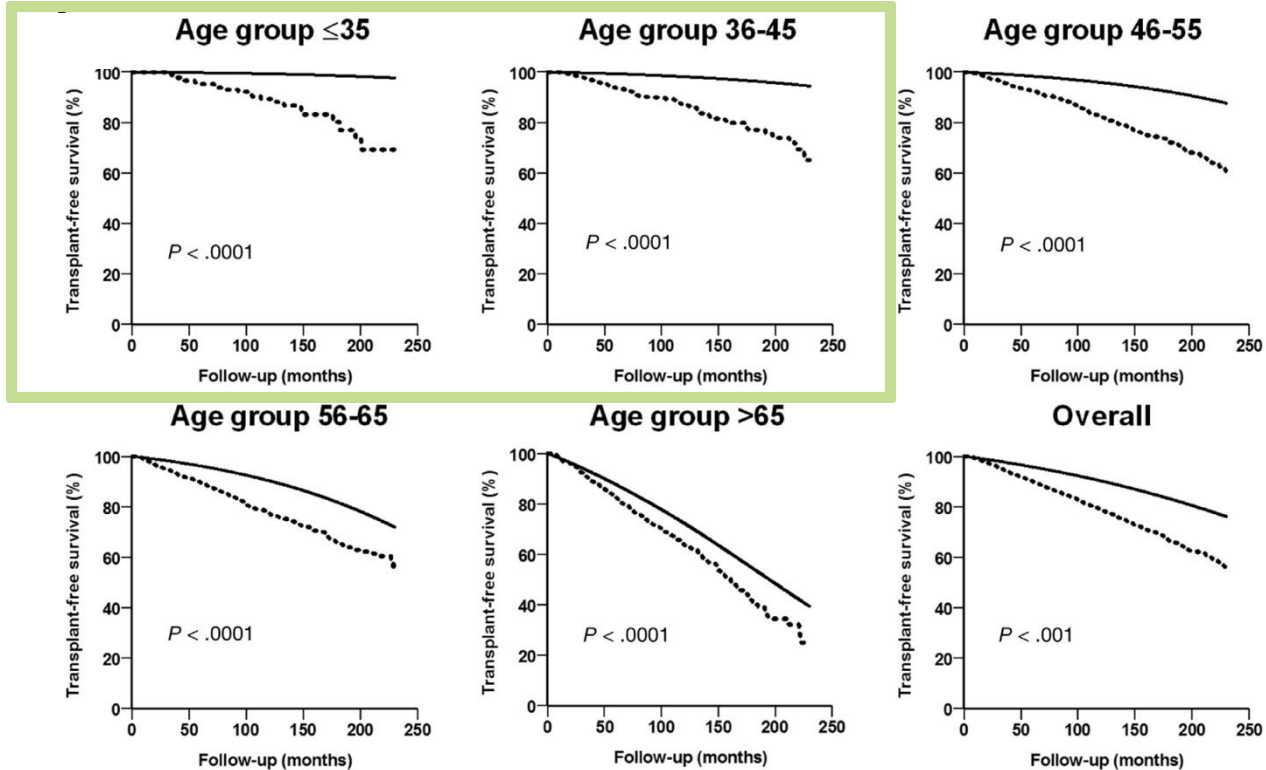 Age group ≤35
Transplant-free survival (%)
100
80
60
40
20
0
P < .0001
0 50 100 150 200 250
Follow-up (months)
Age group 36-45
Transplant-free survival (%)
100
80
60
40
20
0
P < .0001
0 50 100 150 200 250
Follow-up (months)
Age group 46-55
Transplant-free survival (%)
100
80
60
40
20
0
P < .0001
0 50 100 150 200 250
Follow-up (months)
Age group 56-65
Transplant-free survival (%)
100
80
60
40
20
0
P < .0001
0 50 100 150 200 250
Follow-up (months)
Age group >65
Transplant-free survival (%)
100
80
60
40
20
0
P < .0001
0 50 100 150 200 250
Follow-up (months)
Overall
Transplant-free survival (%)
100
80
60
40
20
0
P < .001
0 50 100 150 200 250
Follow-up (months)